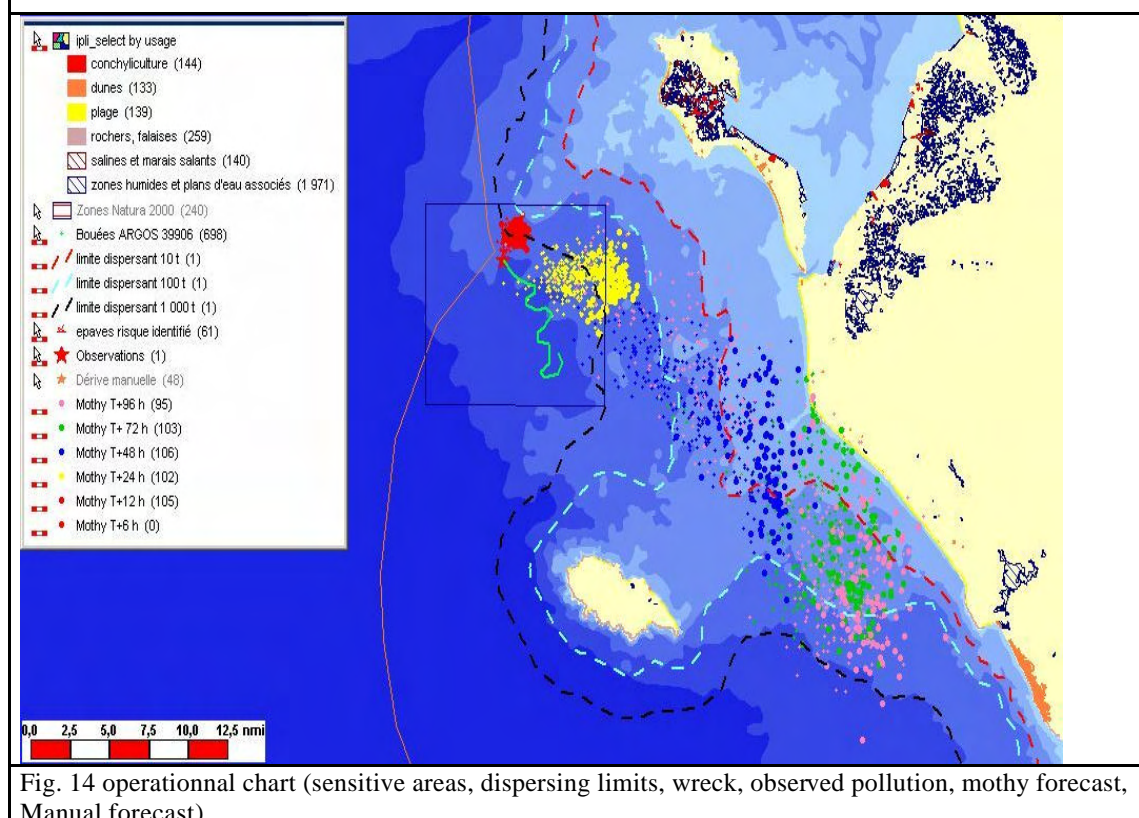 ipli_select by usage
conchyliculture (144)
dunes (133)
plage (139)
rochers, falaises (259)
salines et marais salants (140)
zones humides et plans d'eau associés (1 971)
Zones Natura 2000 (240)
Bouées ARGOS 39906 (698)
limite dispersant 10 t (1)
limite dispersant 100 t (1)
limite dispersant 1 000 t (1)
epaves risque identifié (61)
Observations (1)
Dérive manuelle (48)
Mothy T+96 h (95)
Mothy T+ 72 h (103)
Mothy T+48 h (106)
Mothy T+24 h (102)
Mothy T+12 h (105)
Mothy T+6 h (0)
0,0 2,5 5,0 7,5 10,0 12,5 nmi
Fig. 14 operationnal chart (sensitive areas, dispersing limits, wreck, observed pollution, mothy forecast,
Manual forecast)